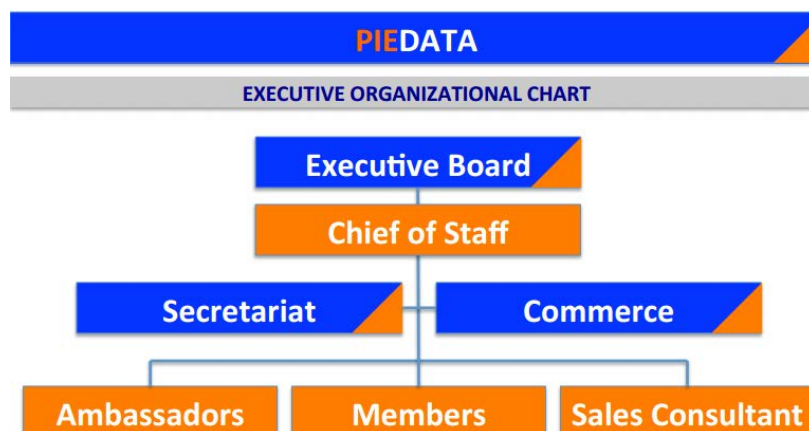 PIEDATA
EXECUTIVE ORGANIZATIONAL CHART
Executive Board
Chief of Staff
Secretariat
Commerce
Ambassadors
Members
Sales Consultant